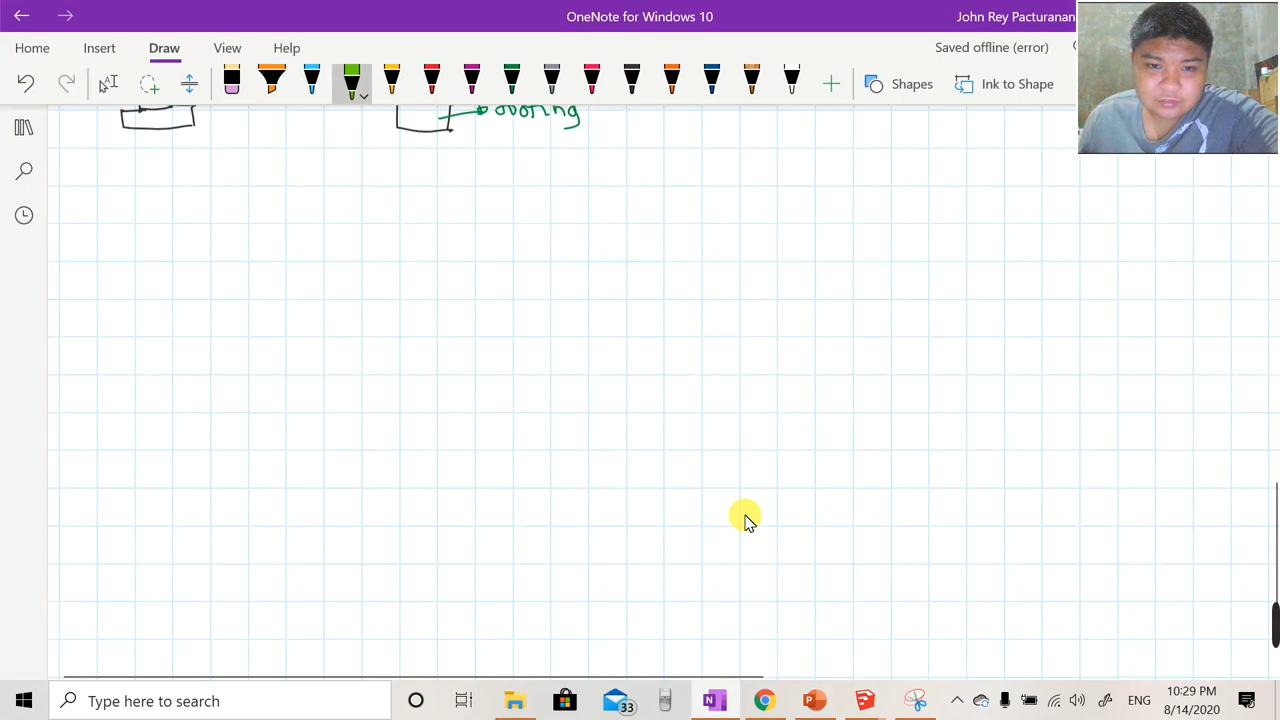 OneNote for Windows 10
John Rey Pacturanan
Home Insert Draw View Help
Saved offline (error)
Shapes
Ink to Shape
Type here to search
33
ENG
10:29 PM
8/14/2020